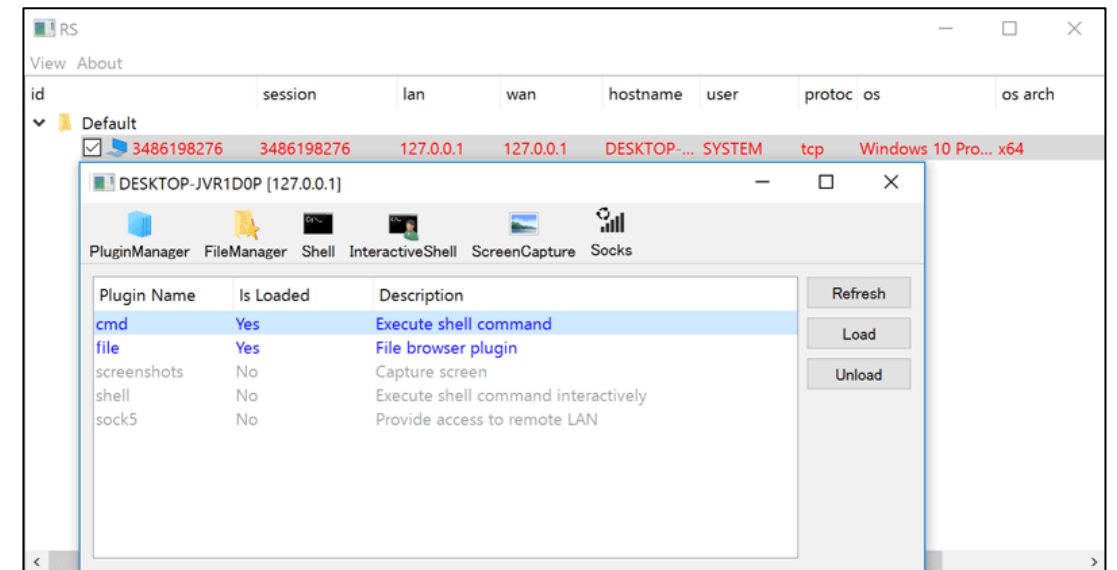 RS
View About
id session lan wan hostname user protoc os os arch
Default
3486198276 3486198276 127.0.0.1 127.0.0.1 DESKTOP-... SYSTEM tcp Windows 10 Pro... x64
DESKTOP-JVR1D0P [127.0.0.1]
PluginManager FileManager Shell InteractiveShell ScreenCapture Socks
Plugin Name Is Loaded Description
Refresh
cmd Yes Execute shell command
Load
file Yes File browser plugin
screenshots No Capture screen
Unload
shell No Execute shell command interactively
sock5 No Provide access to remote LAN